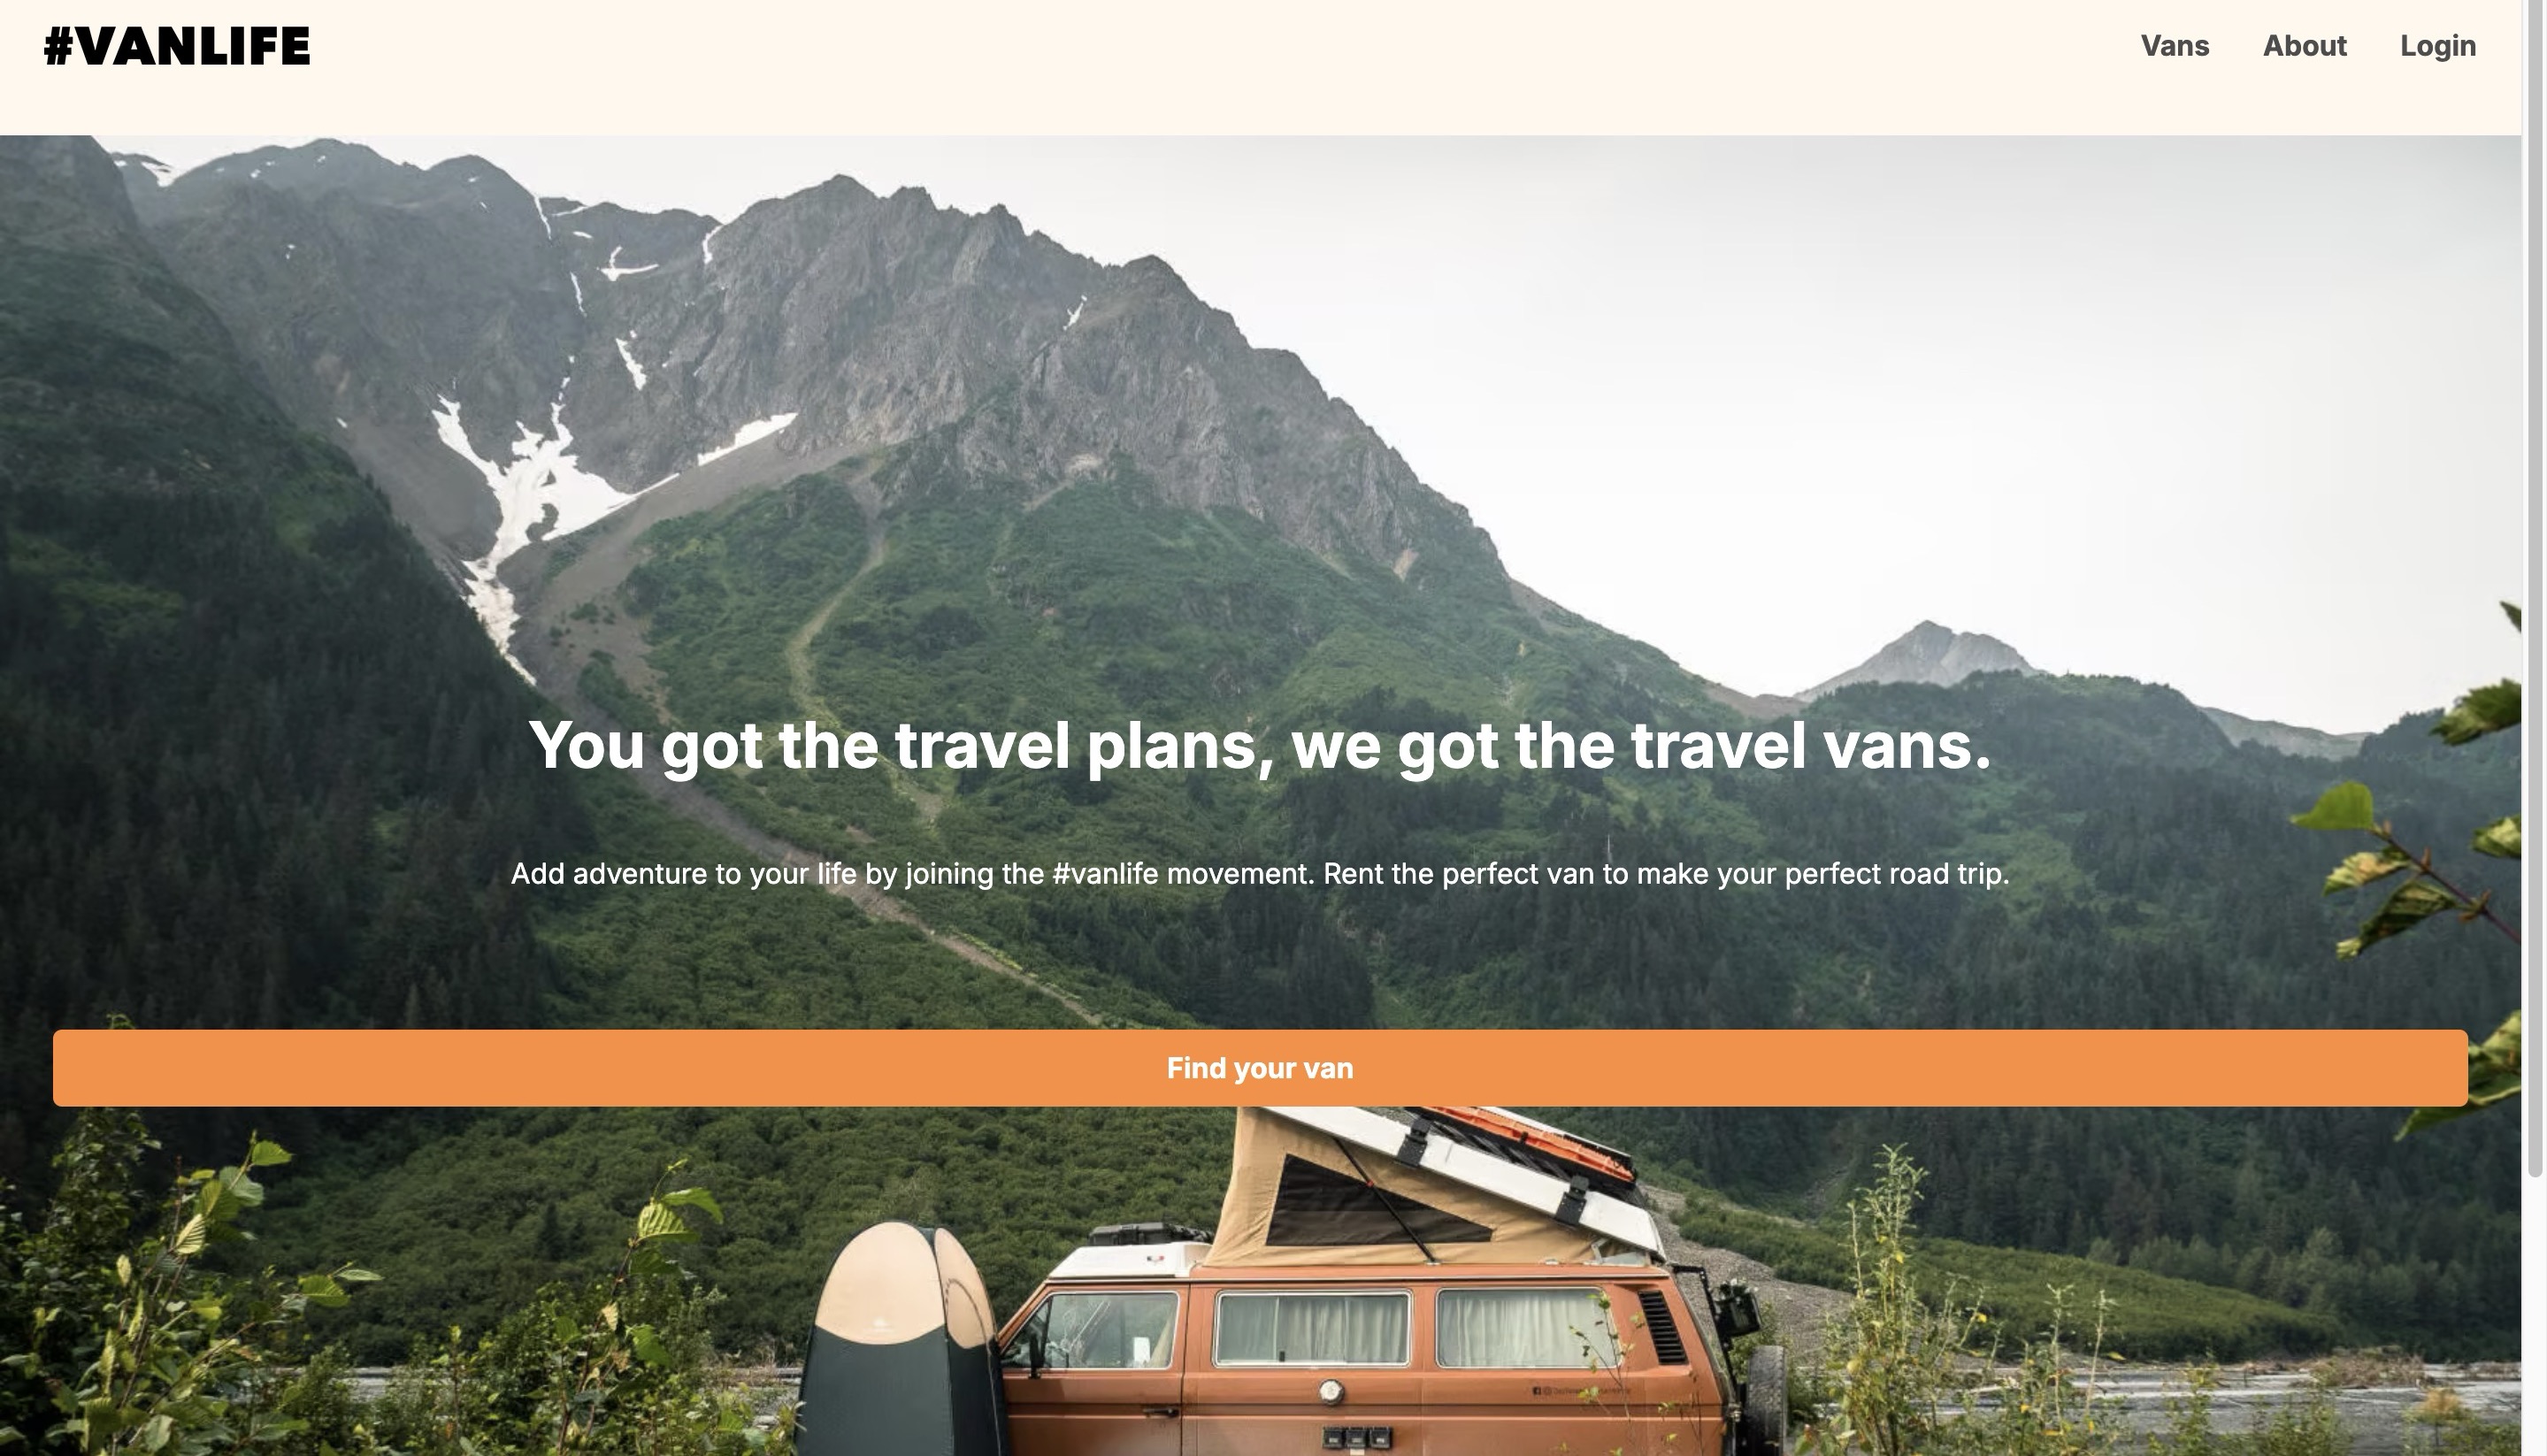 #VANLIFE
Vans About Login
You got the travel plans, we got the travel vans.
Add adventure to your life by joining the #vanlife movement. Rent the perfect van to make your perfect road trip.
Find your van